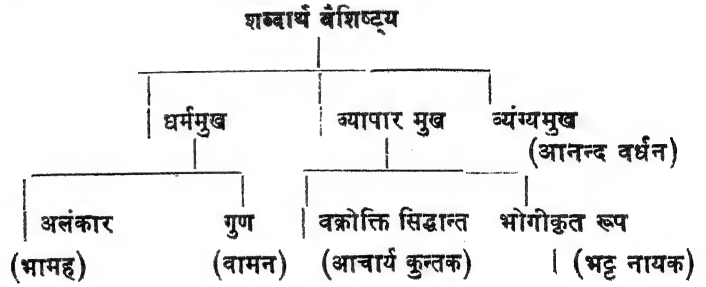 शब्दार्थ वैशिष्ट्य
धर्ममुख व्यापार मुख व्यंग्यमुख
(आनन्द वर्धन)
अलंकार गुण वक्रोक्ति सिद्धान्त भोगीकृत रूप
(भामह) (वामन) (आचार्य कुन्तक) (भट्ट नायक)